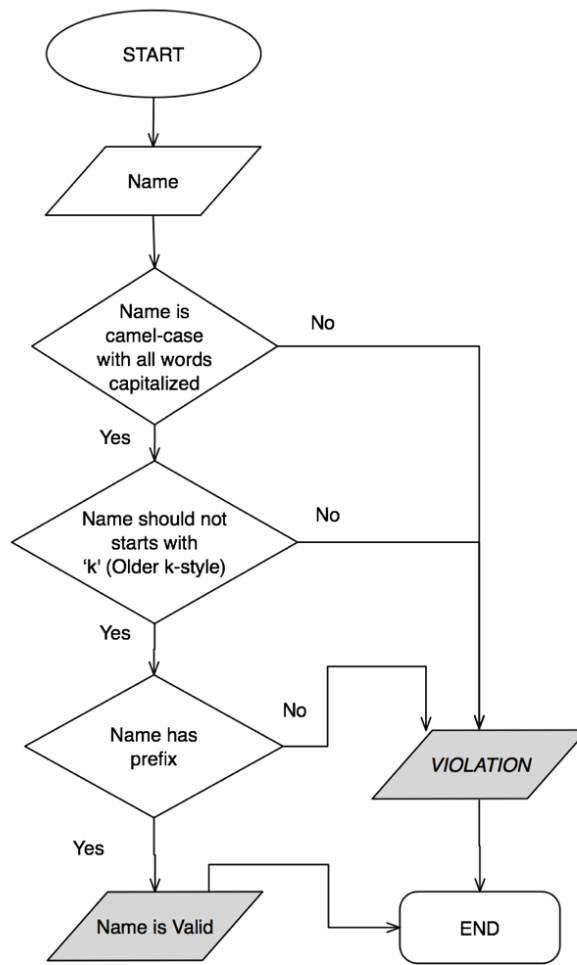 START
Name
Name is
camel-case
with all words
capitalized
No
Yes
Name should not
starts with
‘k’ (Older k-style)
No
Yes
Name has
prefix
No
VIOLATION
Yes
Name is Valid
END